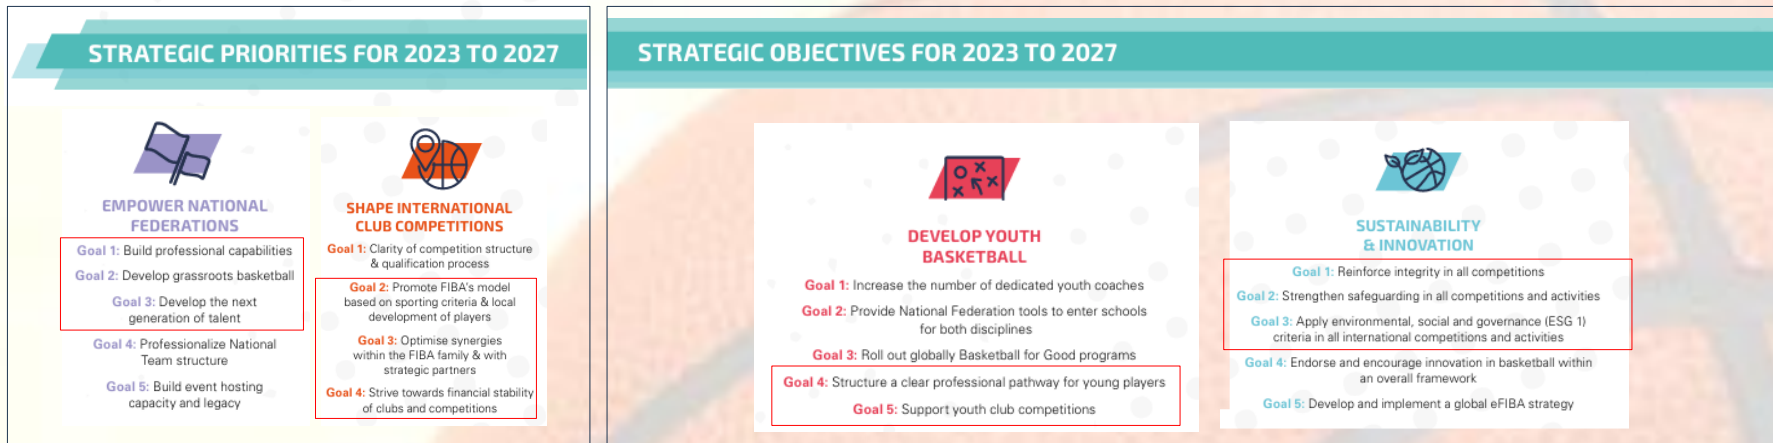 STRATEGIC PRIORITIES FOR 2023 TO 2027
EMPOWER NATIONAL
FEDERATIONS
Goal 1: Build professional capabilities
Goal 2: Develop grassroots basketball
Goal 3: Develop the next
generation of talent
Goal 4: Professionalize National
Team structure
Goal 5: Build event hosting
capacity and legacy
SHAPE INTERNATIONAL
CLUB COMPETITIONS
Goal 1: Clarity of competition structure
& qualification process
Goal 2: Promote FIBA's model
based on sporting criteria & local
development of players
Goal 3: Optimise synergies
within the FIBA family & with
strategic partners
Goal 4: Strive towards financial stability
of clubs and competitions
STRATEGIC OBJECTIVES FOR 2023 TO 2027
DEVELOP YOUTH
BASKETBALL
Goal 1: Increase the number of dedicated youth coaches
Goal 2: Provide National Federation tools to enter schools
for both disciplines
Goal 3: Roll out globally Basketball for Good programs
Goal 4: Structure a clear professional pathway for young players
Goal 5: Support youth club competitions
SUSTAINABILITY
& INNOVATION
Goal 1: Reinforce integrity in all competitions
Goal 2: Strengthen safeguarding in all competitions and activities
Goal 3: Apply environmental, social and governance (ESG 1)
criteria in all international competitions and activities
Goal 4: Endorse and encourage innovation in basketball within
an overall framework
Goal 5: Develop and implement a global eFIBA strategy